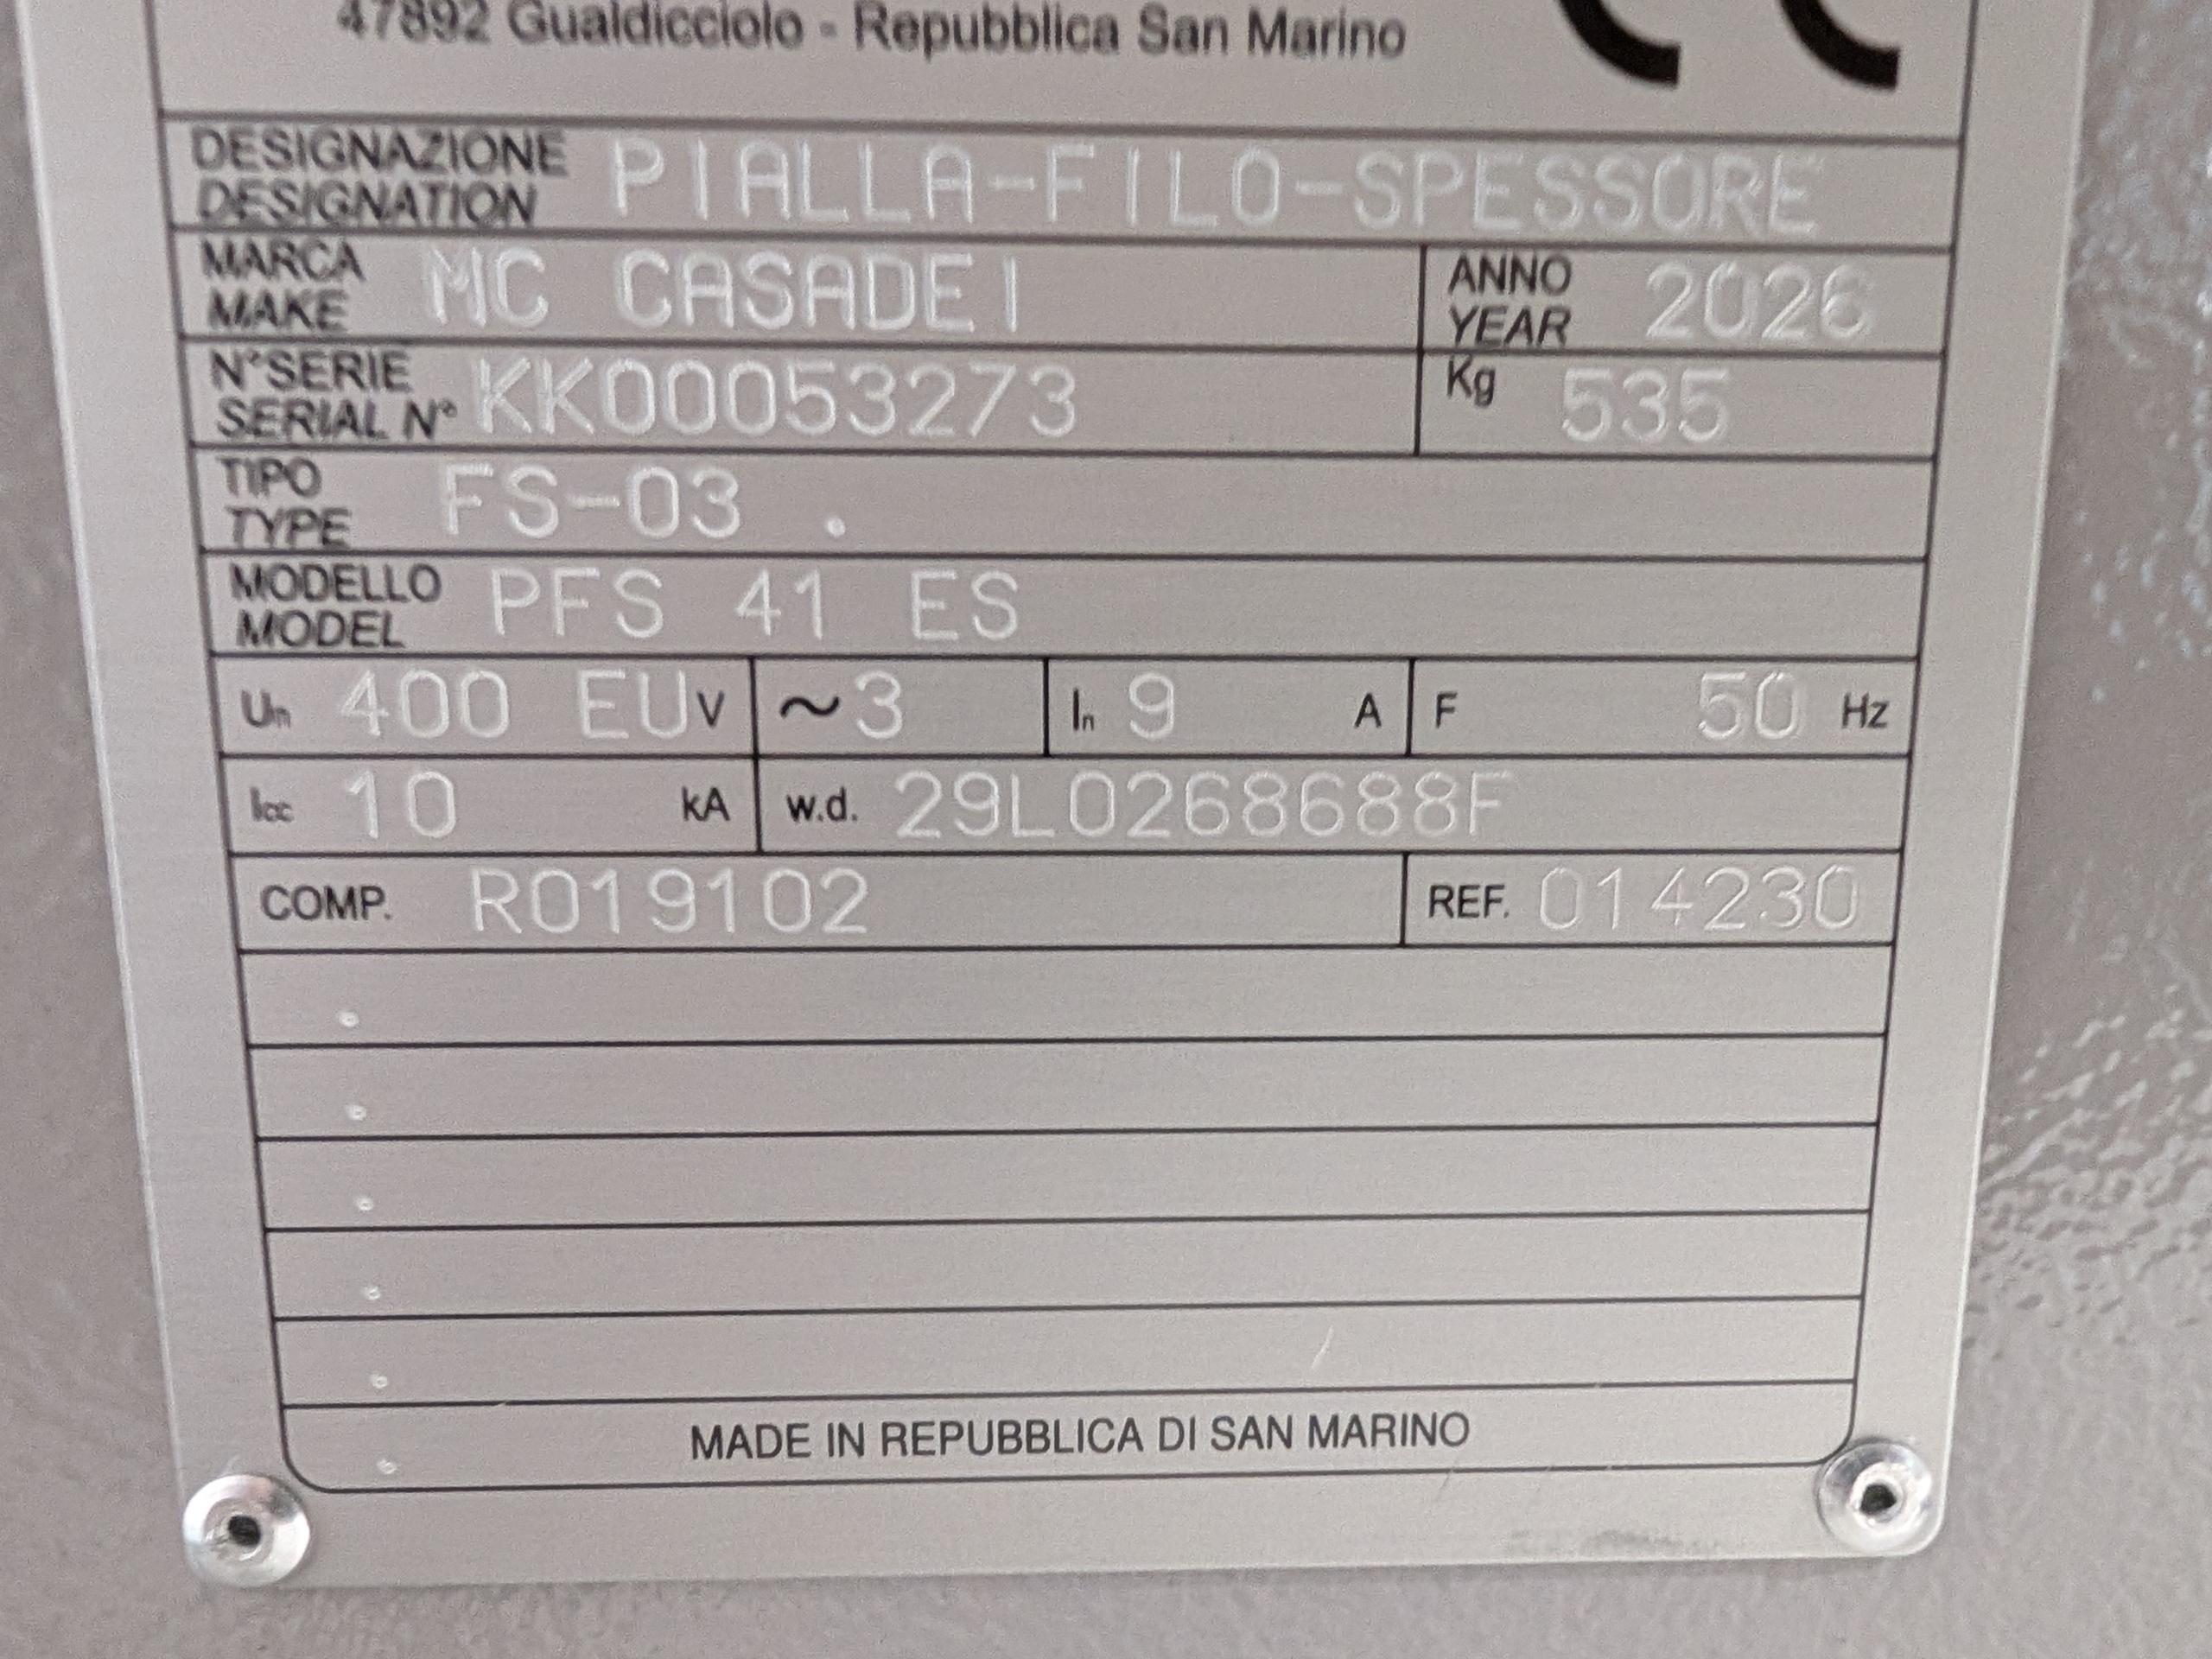 47892 Gualdicciolo - Repubblica San Marino
CE
DESIGNAZIONE
DESIGNATION PIALLA-FILO-SPESSORE
MARCA
MAKE MC CASADEI
ANNO
YEAR 2026
N°SERIE
SERIAL N° KK00053273
Kg 535
TIPO
TYPE FS-03 .
MODELLO
MODEL PFS 41 ES
Un 400 EU V ~ 3 In 9 A F 50 Hz
Icc 10 kA w.d. 29L0268688F
COMP. R019102 REF. 014230
MADE IN REPUBBLICA DI SAN MARINO